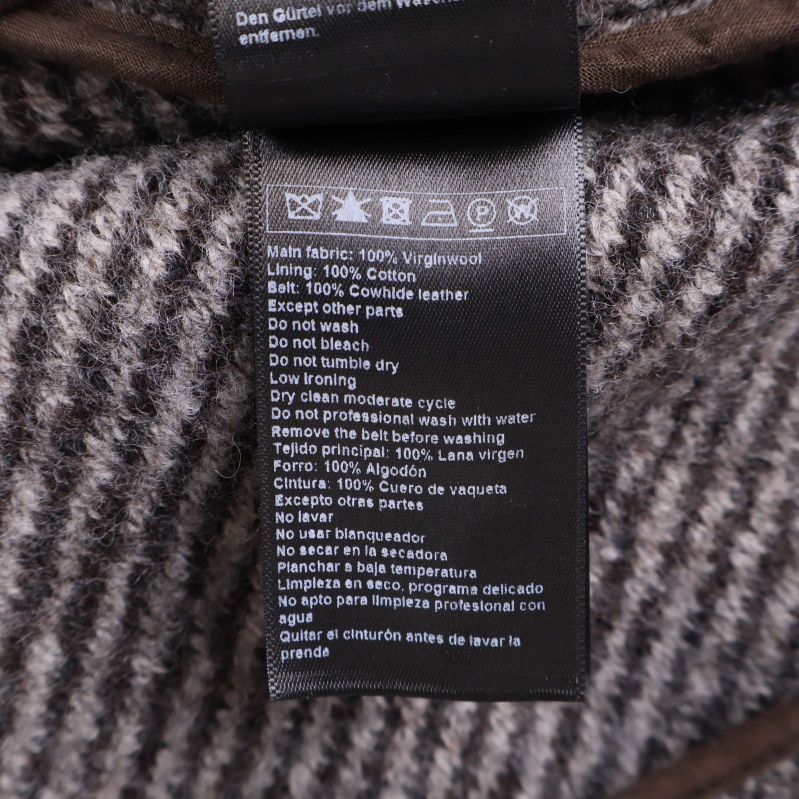 Den Gürtel vor dem
entfernen.
P
W
Main fabric: 100% Virginwool
Lining: 100% Cotton
Belt: 100% Cowhide leather
Except other parts
Do not wash
Do not bleach
Do not tumble dry
Low ironing
Dry clean moderate cycle
Do not professional wash with water
Remove the belt before washing
Tejido principal: 100% Lana virgen
Forro: 100% Algodón
Cintura: 100% Cuero de vaqueta
Excepto otras partes
No lavar
No usar blanqueador
No secar en la secadora
Planchar a baja temperatura
Limpieza en seco, programa delicado
No apto para limpieza profesional con
agua
Quitar el cinturón antes de lavar la
prenda